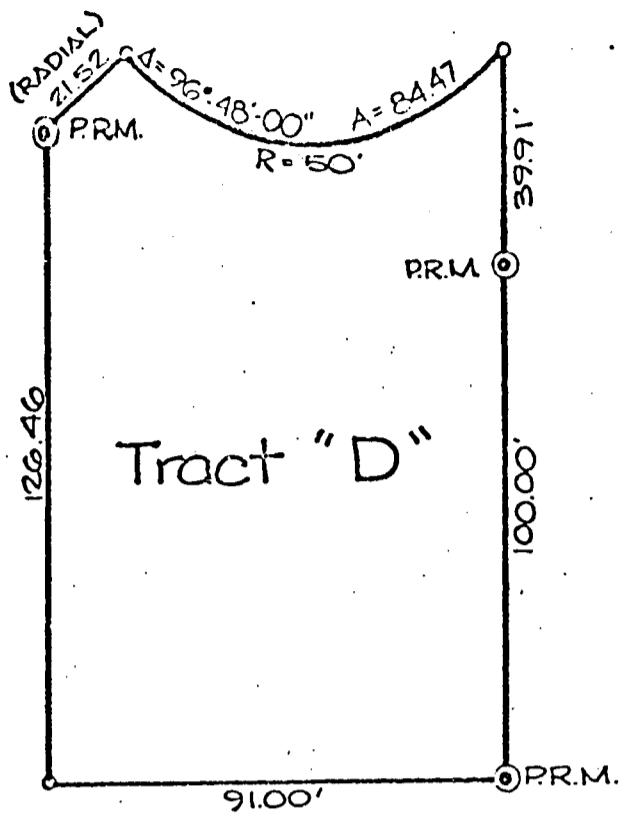 (RADIAL)
21.52
Δ=96°-48'-00"
A=84.47
R=50'
P.R.M.
39.91'
P.R.M.
126.46
Tract "D"
100.00'
P.R.M.
91.00'